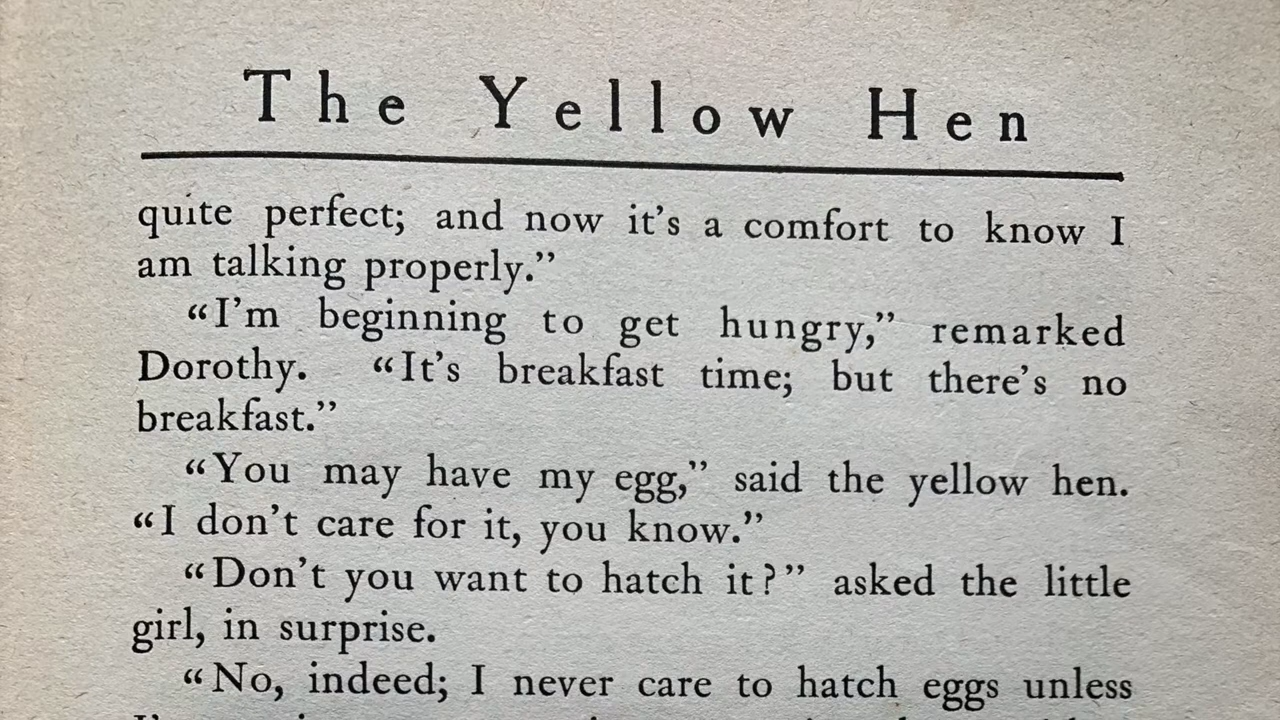 The Yellow Hen
quite perfect; and now it's a comfort to know I
am talking properly.”
“I'm beginning to get hungry,” remarked
Dorothy. “It's breakfast time; but there's no
breakfast.”
“You may have my egg,” said the yellow hen.
“I don't care for it, you know.”
“Don't you want to hatch it?” asked the little
girl, in surprise.
“No, indeed; I never care to hatch eggs unless